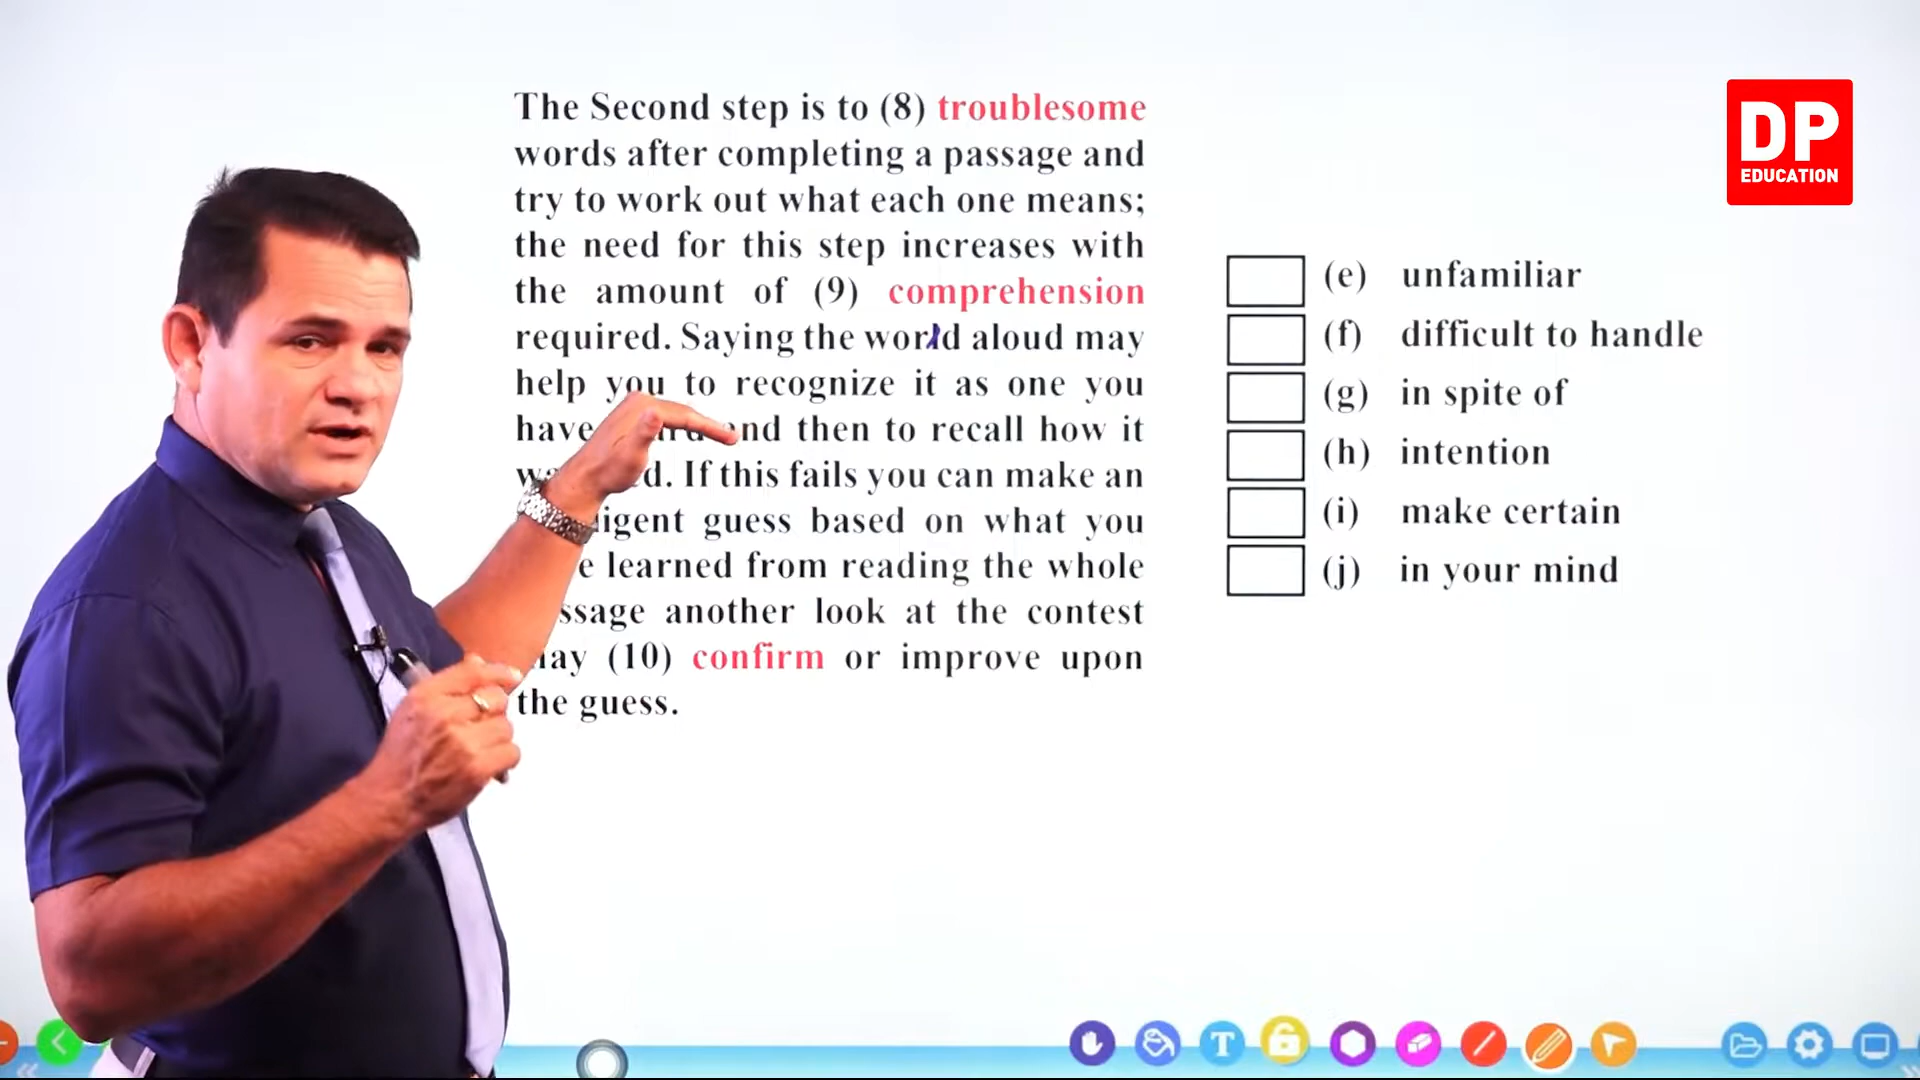 The Second step is to (8) troublesome
words after completing a passage and
try to work out what each one means;
the need for this step increases with
the amount of (9) comprehension
required. Saying the world aloud may
help you to recognize it as one you
have and then to recall how it
If this fails you can make an
guess based on what you
learned from reading the whole
another look at the contest
(10) confirm or improve upon
the guess.
(e) unfamiliar
(f) difficult to handle
(g) in spite of
(h) intention
(i) make certain
(j) in your mind
DP
EDUCATION
T